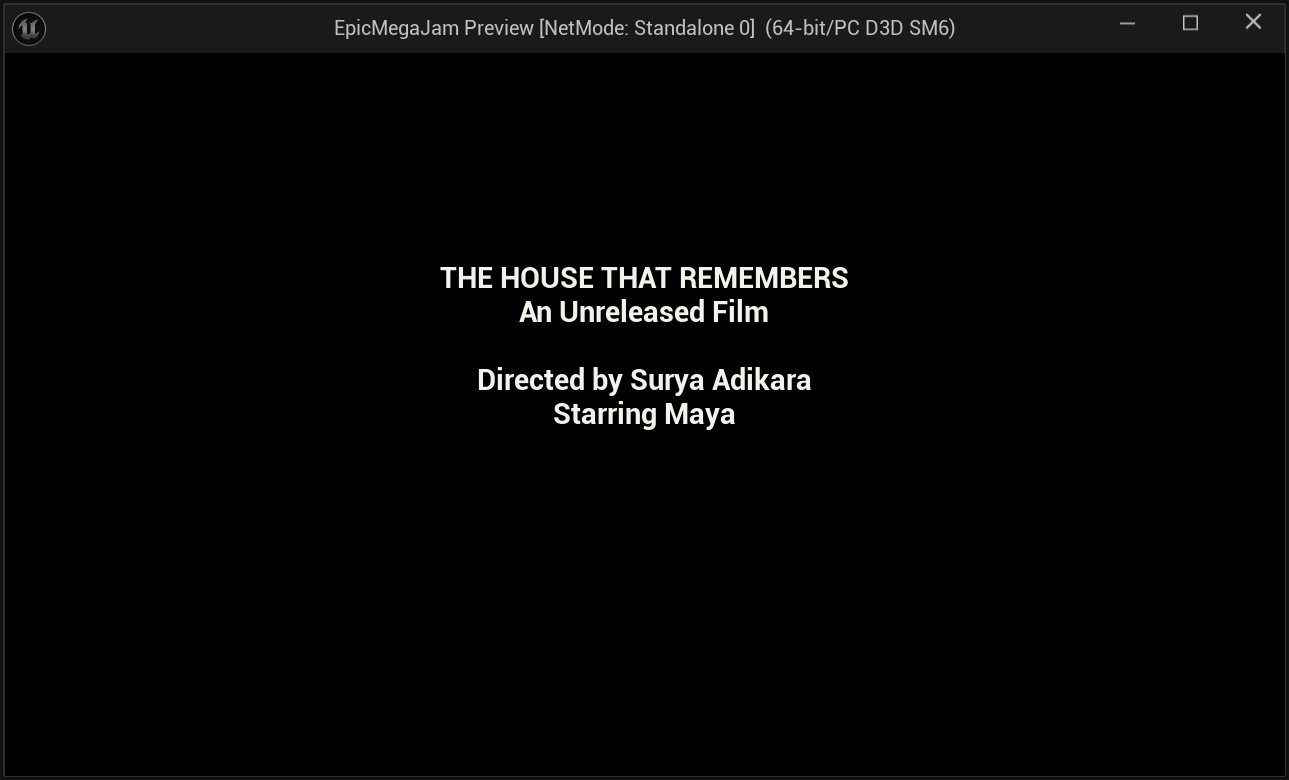 EpicMegaJam Preview [NetMode: Standalone 0] (64-bit/PC D3D SM6)
THE HOUSE THAT REMEMBERS
An Unreleased Film
Directed by Surya Adikara
Starring Maya